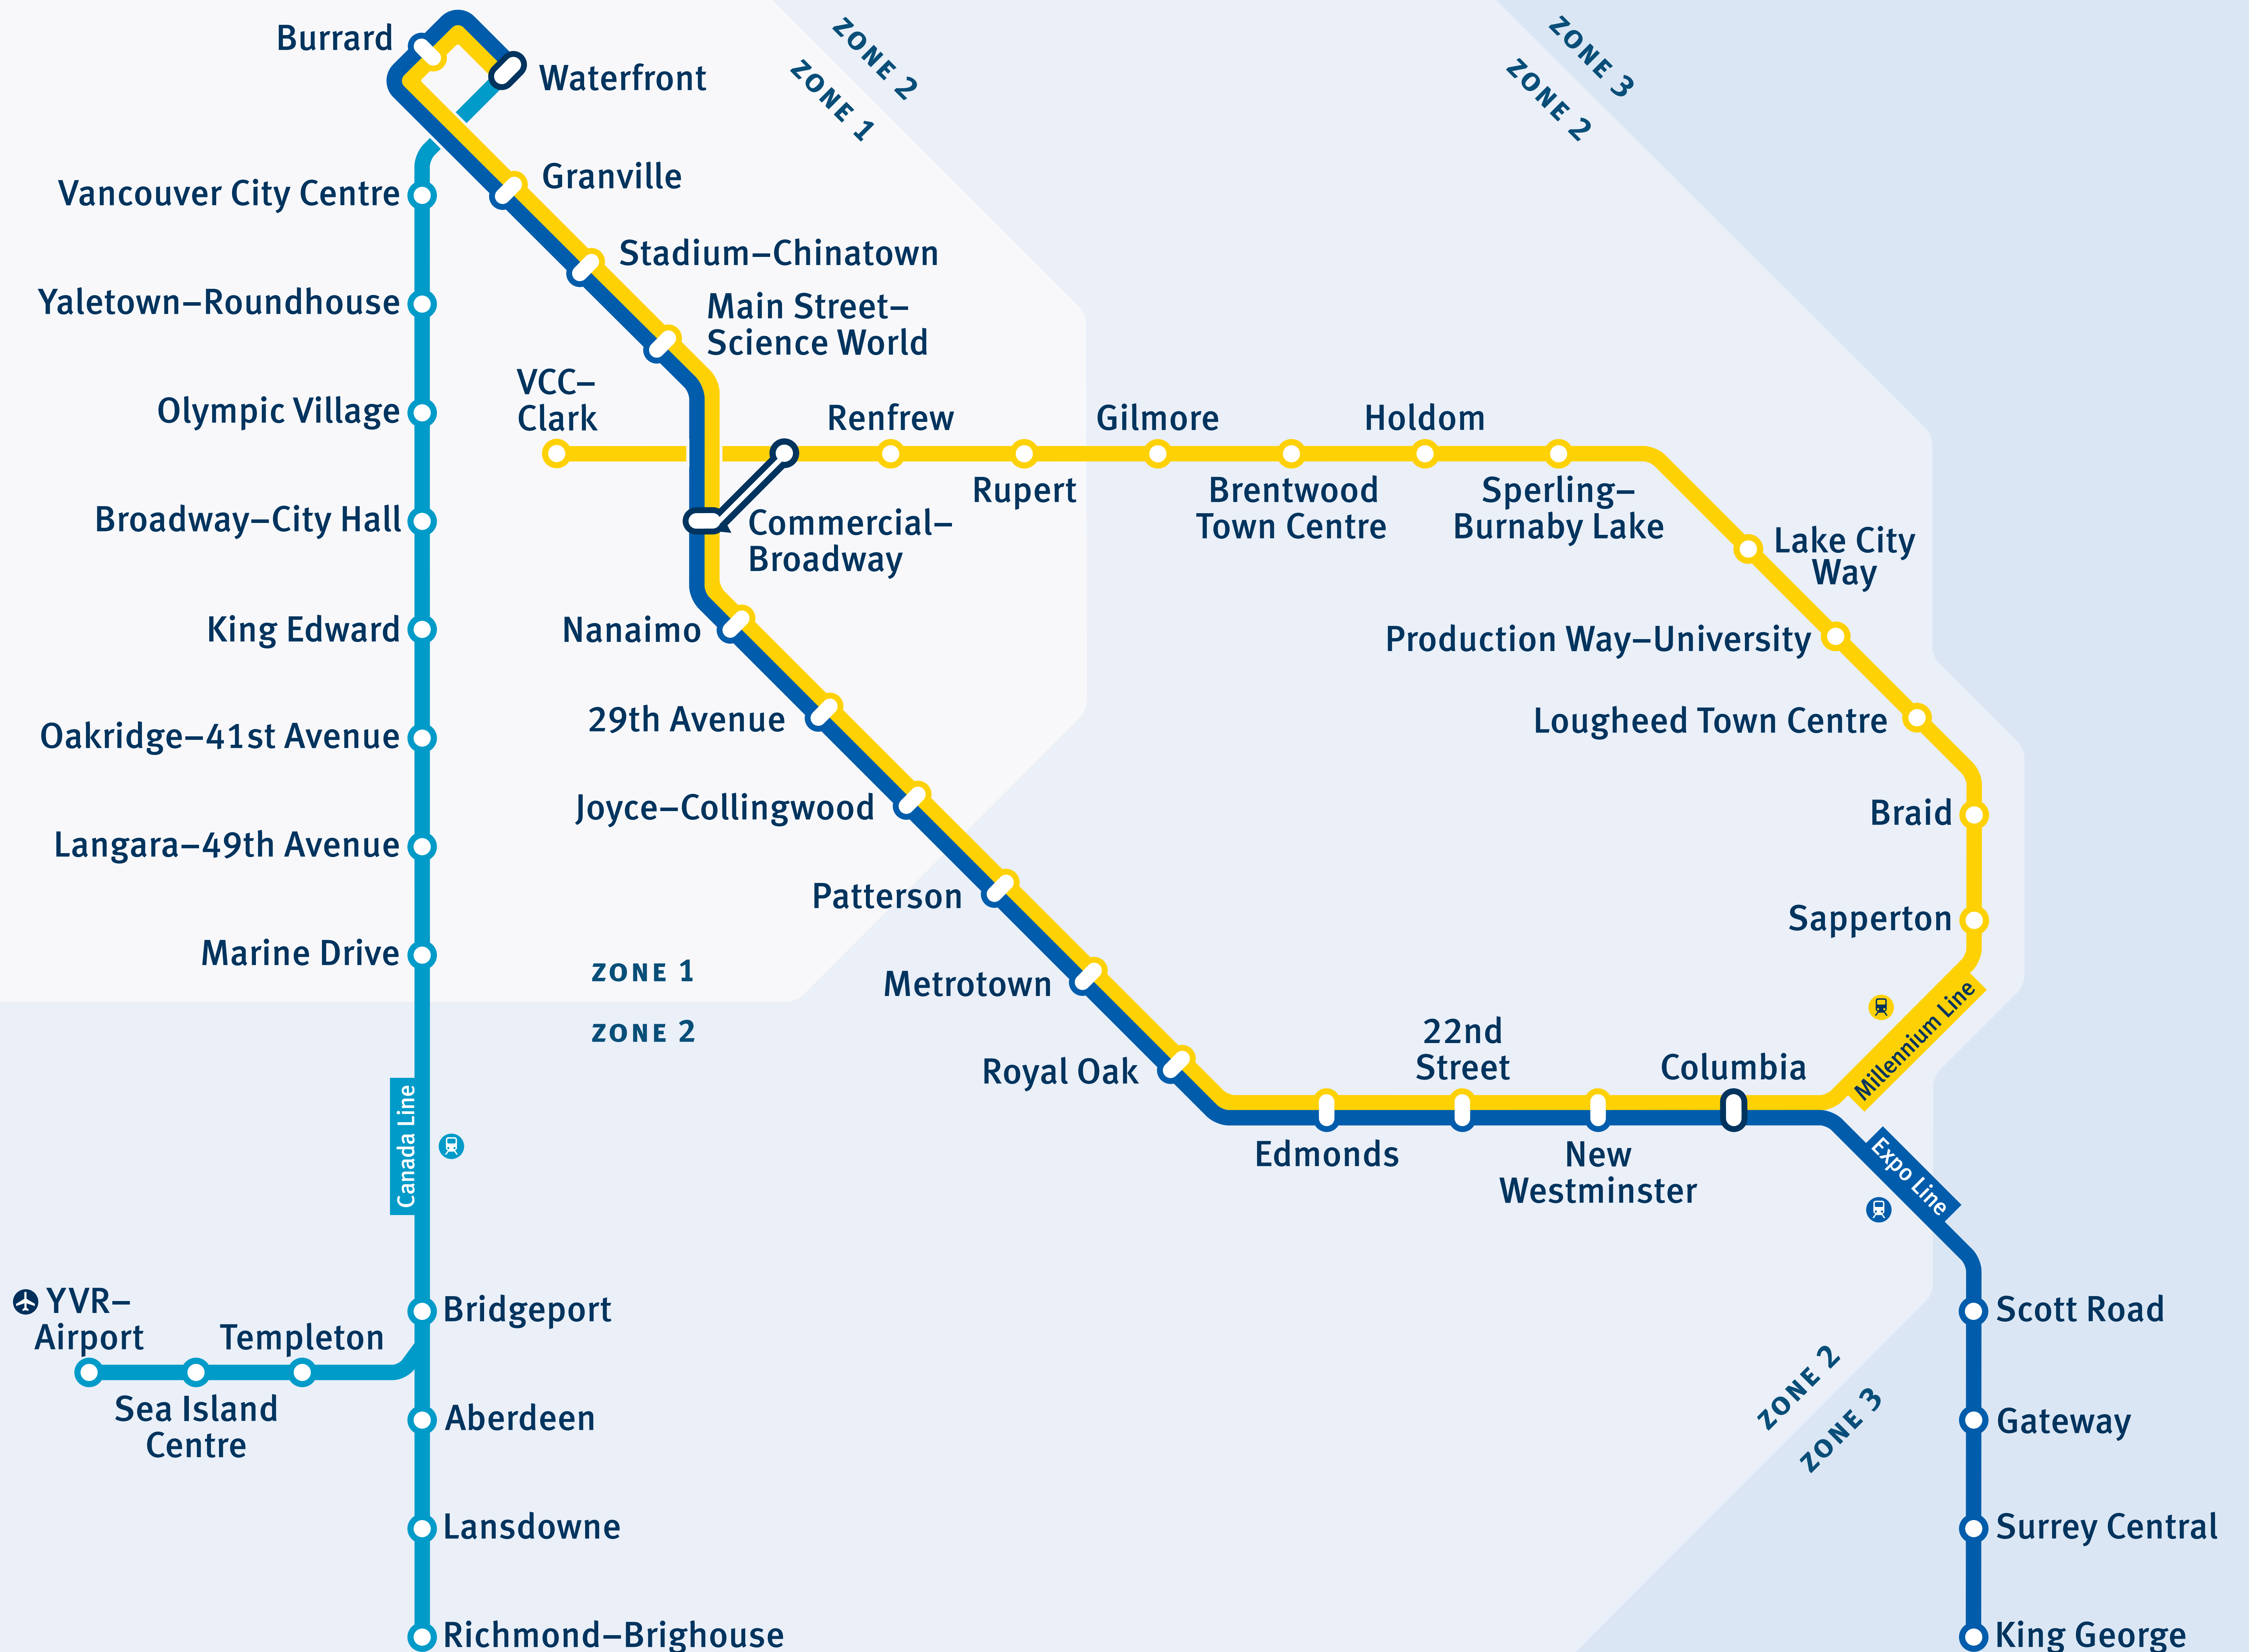 Burrard
Waterfront
ZONE 2
ZONE 1
ZONE 3
ZONE 2
Vancouver City Centre
Granville
Stadium–Chinatown
Yaletown–Roundhouse
Main Street–
Science World
VCC–
Clark
Olympic Village
Renfrew
Rupert
Gilmore
Brentwood
Town Centre
Holdom
Sperling–
Burnaby Lake
Broadway–City Hall
Commercial–
Broadway
Lake City
Way
King Edward
Nanaimo
Production Way–University
Oakridge–41st Avenue
29th Avenue
Lougheed Town Centre
Langara–49th Avenue
Joyce–Collingwood
Braid
Patterson
Sapperton
Marine Drive
ZONE 1
ZONE 2
Metrotown
Millennium Line
Royal Oak
22nd
Street
Columbia
Edmonds
New
Westminster
Canada Line
Expo Line
YVR–
Airport
Templeton
Bridgeport
Sea Island
Centre
Aberdeen
Lansdowne
Richmond–Brighouse
ZONE 2
ZONE 3
Scott Road
Gateway
Surrey Central
King George